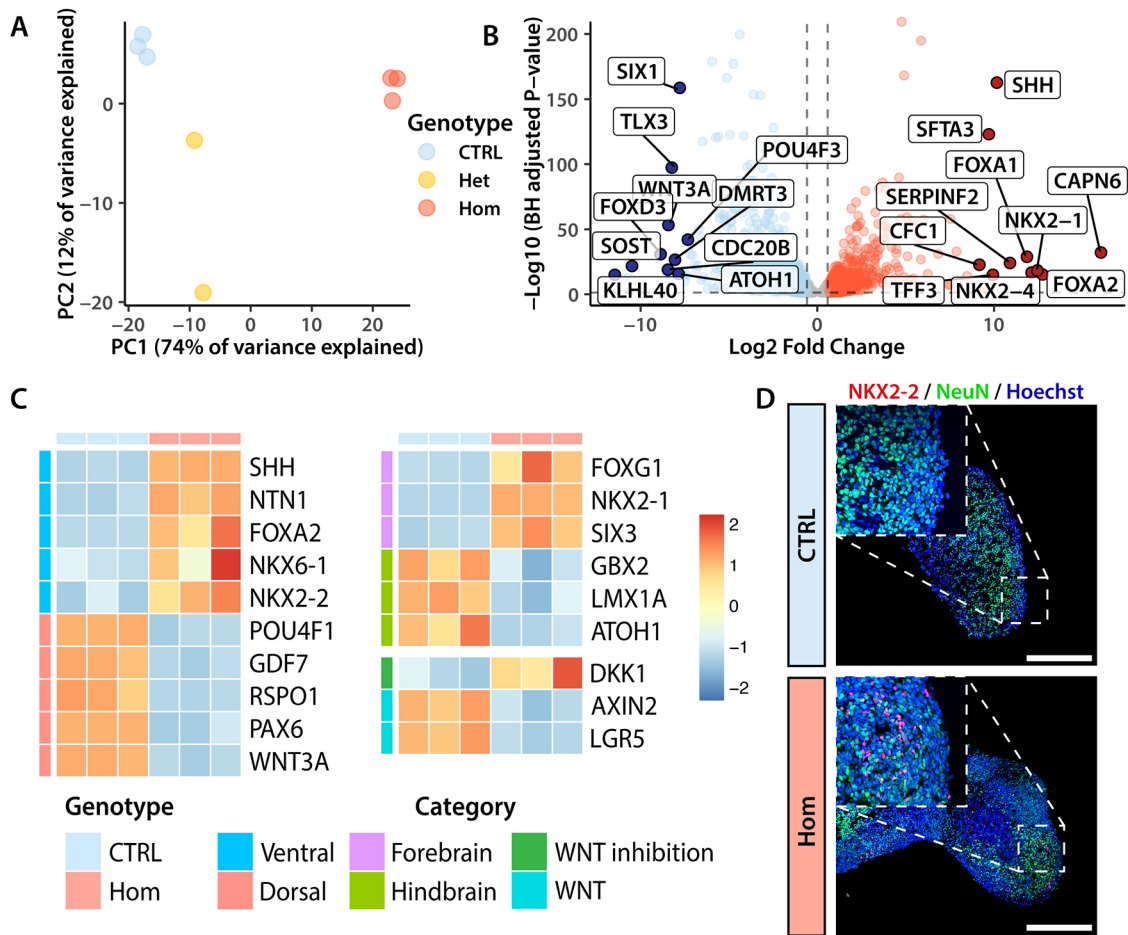 A
PC2 (12% of variance explained)
0
−10
−20
−20
−10
0
10
20
PC1 (74% of variance explained)
Genotype
CTRL
Het
Hom
B
−Log10 (BH adjusted P−value)
200
150
100
50
0
−10
0
10
Log2 Fold Change
SIX1
TLX3
POU4F3
WNT3A
DMRT3
FOXD3
SOST
CDC20B
KLHL40
ATOH1
SHH
SFTA3
FOXA1
CAPN6
SERPINF2
NKX2−1
CFC1
TFF3
NKX2−4
FOXA2
C
SHH
NTN1
FOXA2
NKX6-1
NKX2-2
POU4F1
GDF7
RSPO1
PAX6
WNT3A
FOXG1
NKX2-1
SIX3
GBX2
LMX1A
ATOH1
DKK1
AXIN2
LGR5
2
1
0
−1
−2
Genotype
CTRL
Hom
Category
Ventral
Dorsal
Forebrain
Hindbrain
WNT inhibition
WNT
D
NKX2-2 / NeuN / Hoechst
CTRL
Hom